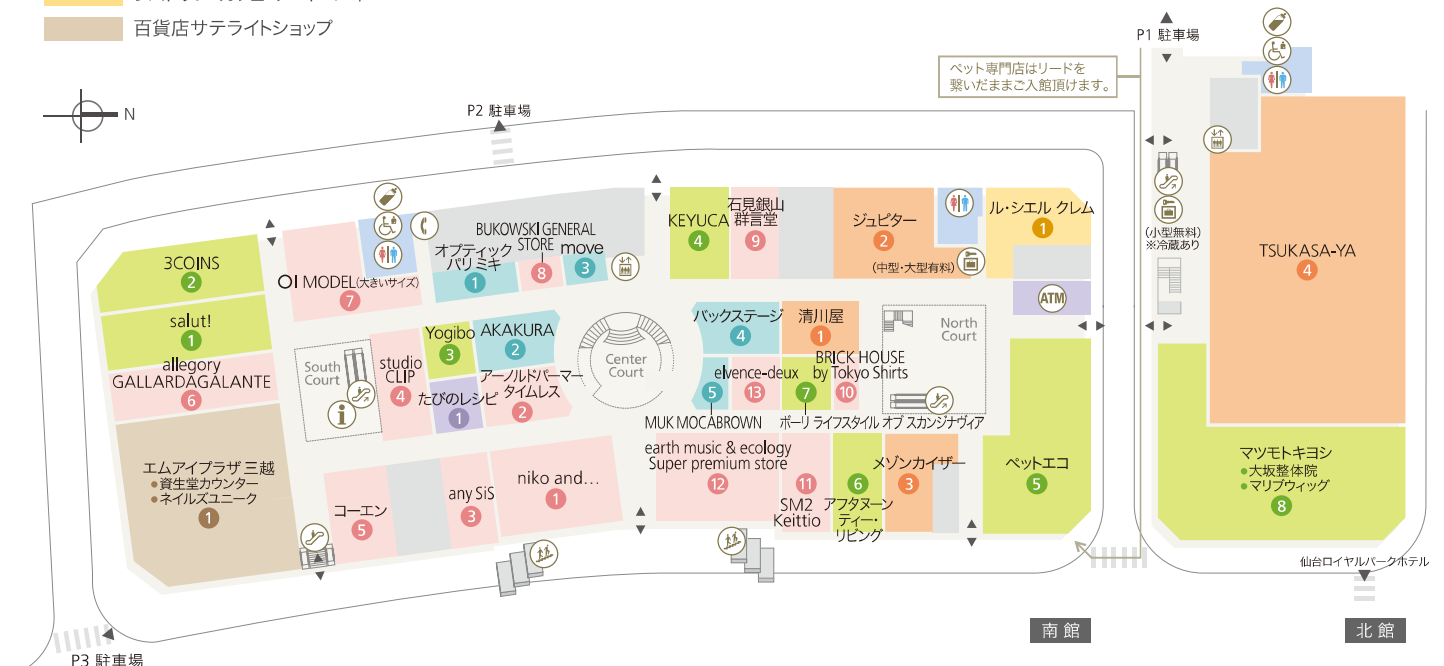 百貨店サテライトショップ
N
P2 駐車場
P1 駐車場
ペット専門店はリードを
繋いだままご入館頂けます。
3COINS
2
salut!
1
allegory
GALLARDAGALANTE
6
エムアイプラザ 三越
●資生堂カウンター
●ネイルズユニーク
1
OI MODEL(大きいサイズ)
7
オプティック
パリミキ
1
BUKOWSKI GENERAL
STORE
8
move
3
South
Court
i
studio
CLIP
4
Yogibo
3
AKAKURA
2
たびのレシピ
1
アーノルドパーマー
タイムレス
2
Center
Court
コーエン
5
any SiS
3
niko and...
1
KEYUCA
4
石見銀山
群言堂
9
ジュピター
2
(中型・大型有料)
ル・シエル クレム
1
ATM
バックステージ
4
清川屋
1
North
Court
5
elvence-deux
13
7
BRICK HOUSE
by Tokyo Shirts
10
MUK MOCABROWN
ポーリ ライフスタイル オブ スカンジナヴィア
earth music & ecology
Super premium store
12
11
SM2
Keittio
6
アフタヌーン
ティー・
リビング
メゾンカイザー
3
ペットエコ
5
(小型無料)
※冷蔵あり
TSUKASA-YA
4
マツモトキヨシ
●大坂整体院
●マリブウィッグ
8
仙台ロイヤルパークホテル
南館
北館
P3 駐車場